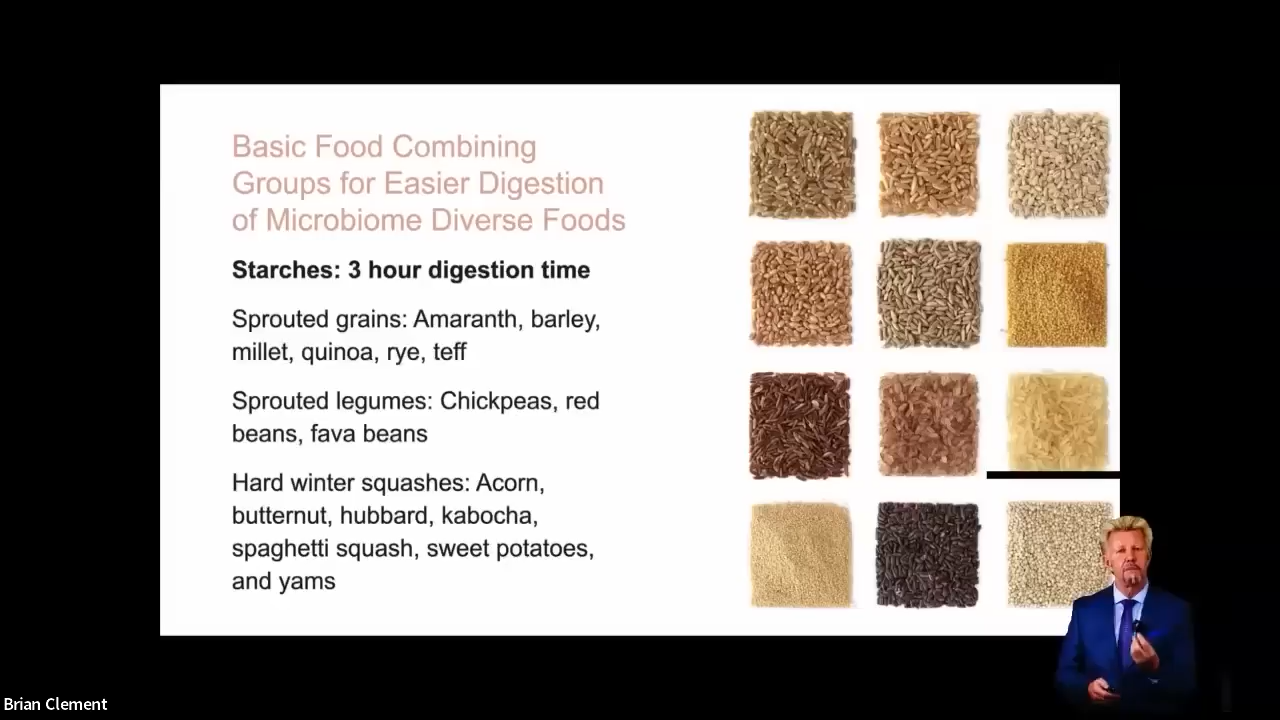 Basic Food Combining
Groups for Easier Digestion
of Microbiome Diverse Foods
Starches: 3 hour digestion time
Sprouted grains: Amaranth, barley,
millet, quinoa, rye, teff
Sprouted legumes: Chickpeas, red
beans, fava beans
Hard winter squashes: Acorn,
butternut, hubbard, kabocha,
spaghetti squash, sweet potatoes,
and yams
Brian Clement